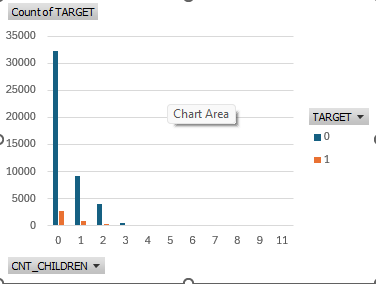 Count of TARGET
35000
30000
25000
20000
15000
10000
5000
0
0 1 2 3 4 5 6 7 8 9 11
Chart Area
TARGET
0
1
CNT_CHILDREN